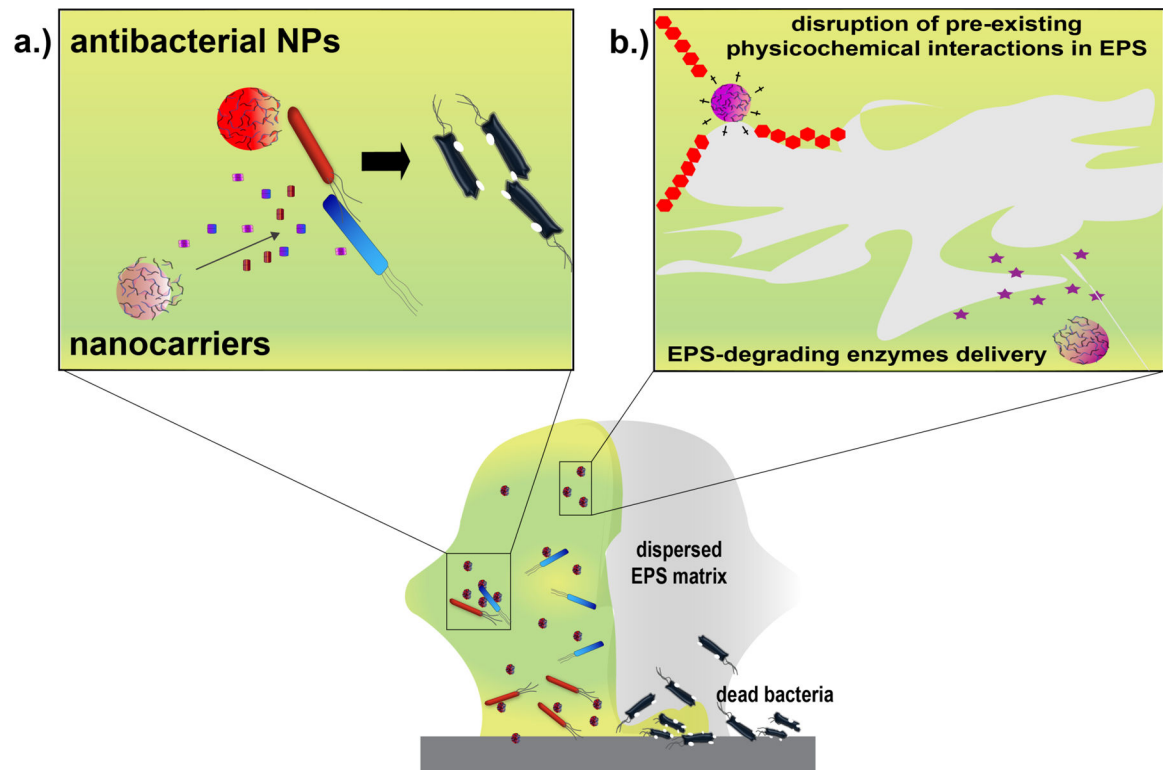 a.)
antibacterial NPs
nanocarriers
b.)
disruption of pre-existing
physicochemical interactions in EPS
EPS-degrading enzymes delivery
dispersed
EPS matrix
dead bacteria